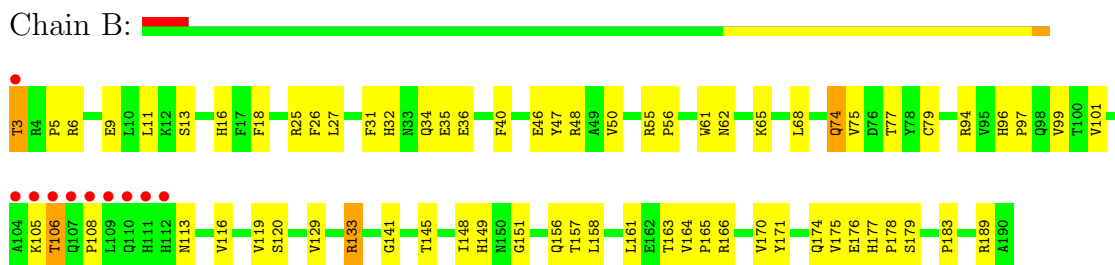 Chain B:
T3 R4 P5 R6 E9 L10 L11 K12 S13 H16 F17 F18 R25 F26 L27 F31 H32 N33 Q34 E35 E36 F40 E46 Y47 R48 A49 V50 R55 P56 W61 N62 K65 L68 Q74 V75 D76 T77 Y78 C79 R94 V95 H96 P97 Q98 V99 T100 V101
A104 K105 T106 Q107 P108 L109 Q110 H111 H112 N113 V116 V119 S120 V129 R133 G141 T145 I148 H149 N150 G151 Q156 T157 L158 L161 E162 T163 V164 P165 R166 V170 Y171 Q174 V175 E176 H177 P178 S179 P183 R189 A190